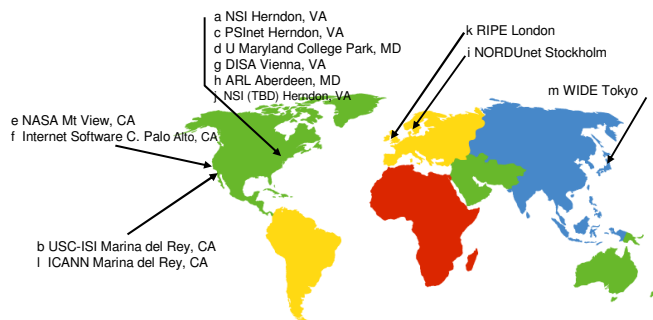 a NSI Herndon, VA
c PSInet Herndon, VA
d U Maryland College Park, MD
g DISA Vienna, VA
h ARL Aberdeen, MD
j NSI (TBD) Herndon, VA
k RIPE London
i NORDUnet Stockholm
m WIDE Tokyo
e NASA Mt View, CA
f Internet Software C. Palo Alto, CA
b USC-ISI Marina del Rey, CA
l ICANN Marina del Rey, CA